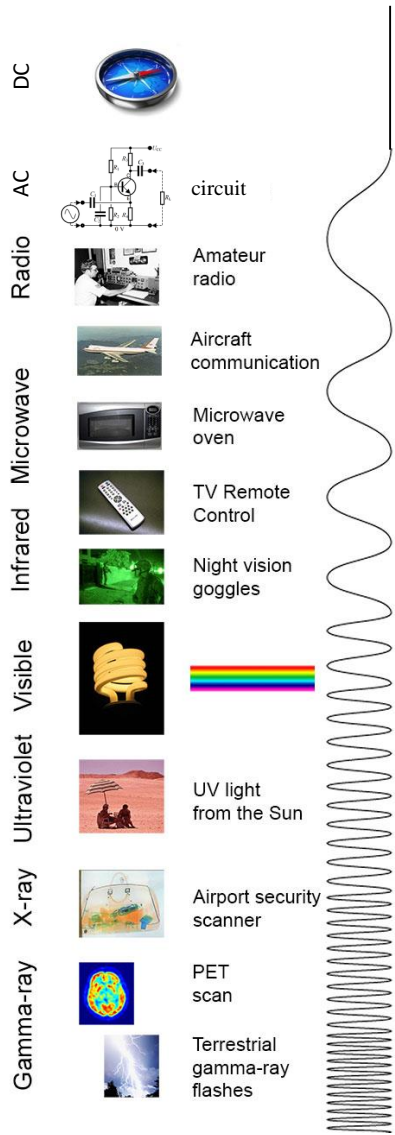 DC
AC
circuit
Radio
Amateur
radio
Aircraft
communication
Microwave
Microwave
oven
TV Remote
Control
Infrared
Night vision
goggles
Visible
Ultraviolet
UV light
from the Sun
X-ray
Airport security
scanner
Gamma-ray
PET
scan
Terrestrial
gamma-ray
flashes